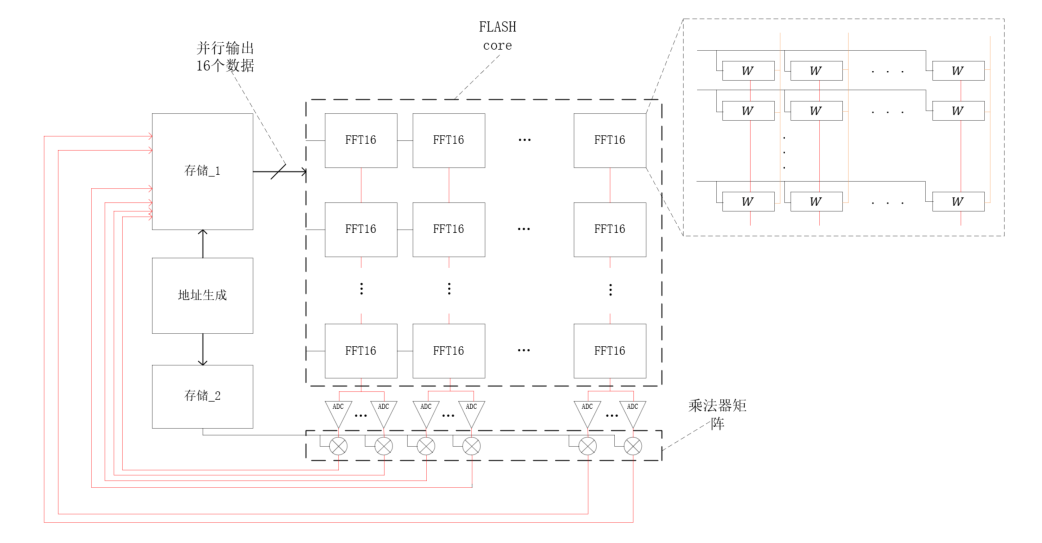 FLASH
core
并行输出
16个数据
W W · · · W
W W · · · W
W W · · · W
FFT16 FFT16 ··· FFT16
存储_1
FFT16 FFT16 ··· FFT16
地址生成
FFT16 FFT16 ··· FFT16
存储_2
ADC ··· ADC ADC ··· ADC ADC ··· ADC
乘法器矩
阵